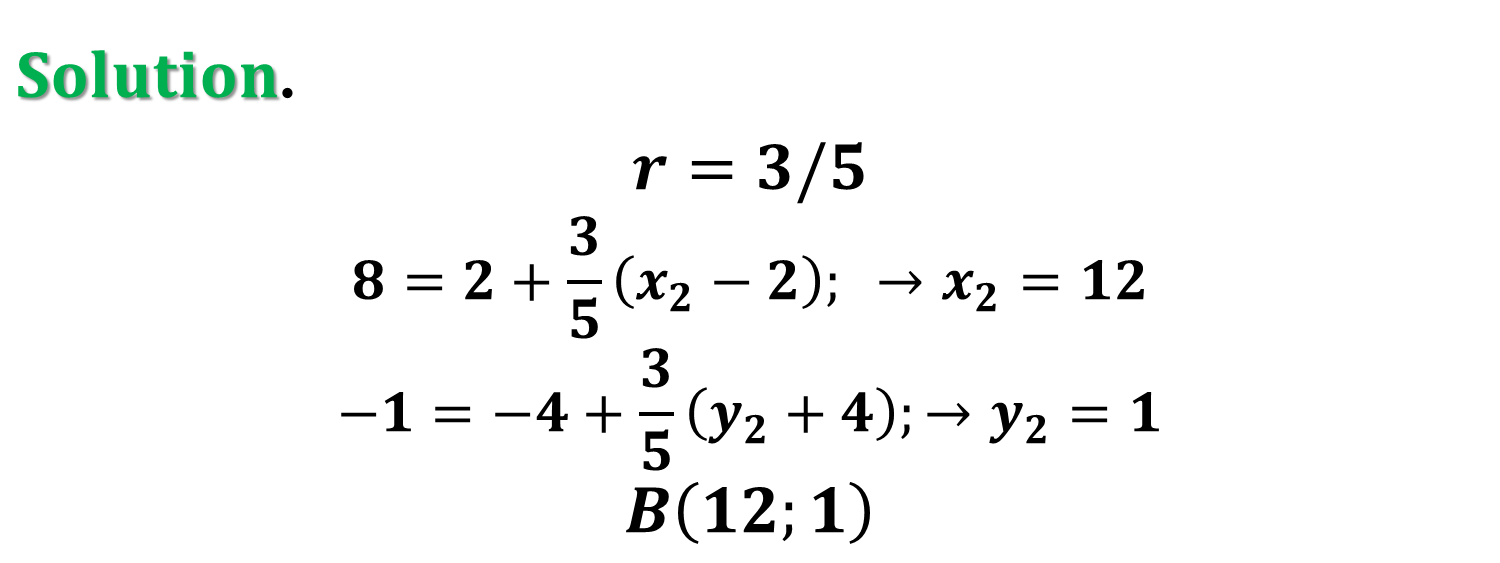 Solution.
r = 3/5
8 = 2 + 3/5 (x₂ − 2); → x₂ = 12
−1 = −4 + 3/5 (y₂ + 4); → y₂ = 1
B(12; 1)